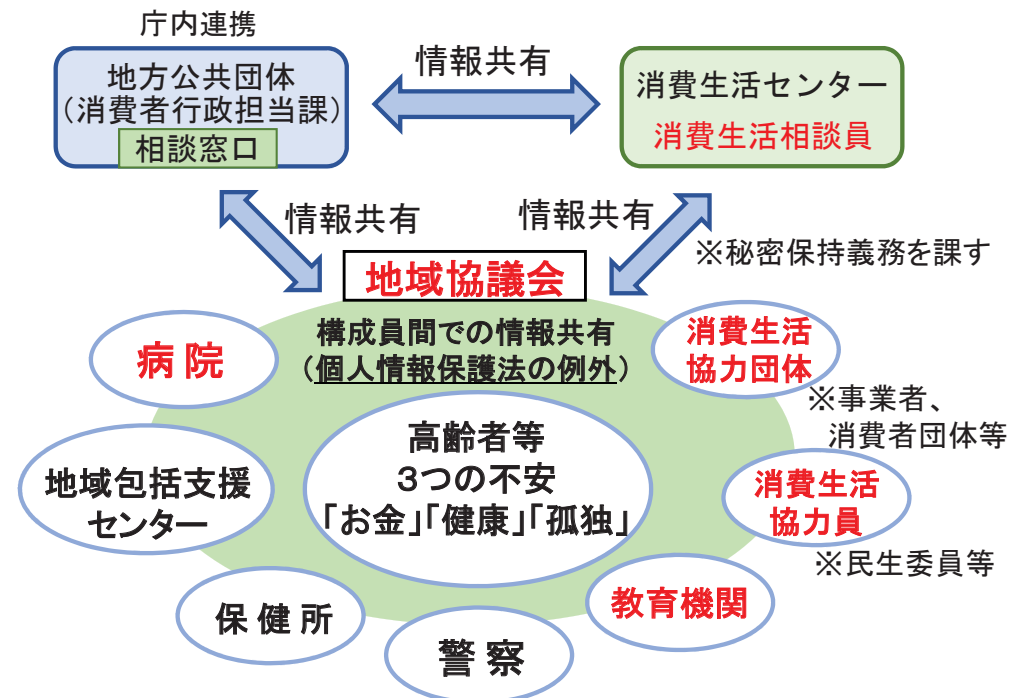 庁内連携
地方公共団体
(消費者行政担当課)
相談窓口
情報共有
消費生活センター
消費生活相談員
情報共有
情報共有
※秘密保持義務を課す
地域協議会
構成員間での情報共有
(個人情報保護法の例外)
病院
消費生活
協力団体
※事業者、
消費者団体等
高齢者等
3つの不安
「お金」「健康」「孤独」
地域包括支援
センター
消費生活
協力員
※民生委員等
保健所
教育機関
警察